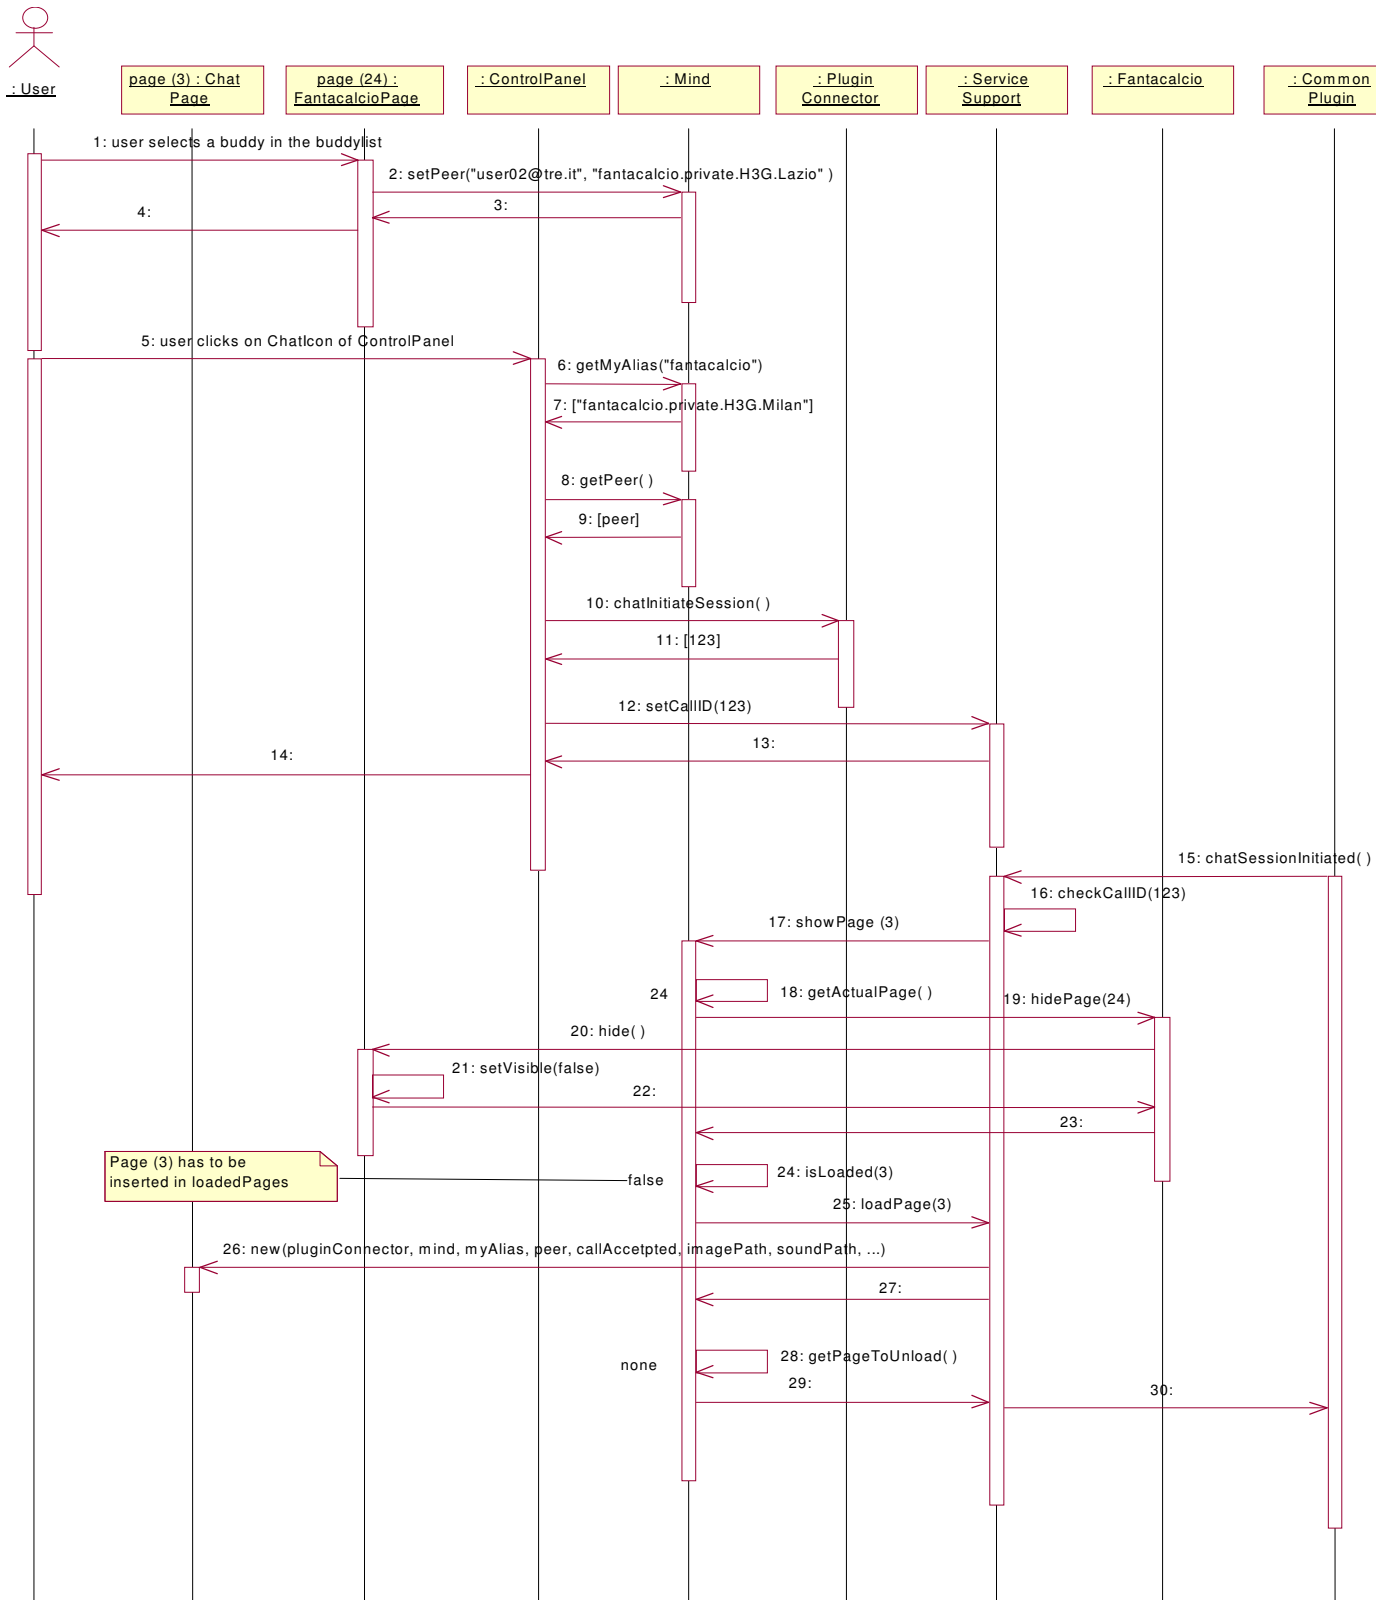 : User
page (3) : Chat
Page
page (24) :
FantacalcioPage
: ControlPanel
: Mind
: Plugin
Connector
: Service
Support
: Fantacalcio
: Common
Plugin
1: user selects a buddy in the buddylist
2: setPeer("user02@tre.it", "fantacalcio.private.H3G.Lazio" )
3:
4:
5: user clicks on ChatIcon of ControlPanel
6: getMyAlias("fantacalcio")
7: ["fantacalcio.private.H3G.Milan"]
8: getPeer( )
9: [peer]
10: chatInitiateSession( )
11: [123]
12: setCallID(123)
13:
14:
15: chatSessionInitiated( )
16: checkCallID(123)
17: showPage (3)
24
18: getActualPage( )
19: hidePage(24)
20: hide( )
21: setVisible(false)
22:
23:
Page (3) has to be
inserted in loadedPages
false
24: isLoaded(3)
25: loadPage(3)
26: new(pluginConnector, mind, myAlias, peer, callAccetpted, imagePath, soundPath, ...)
27:
none
28: getPageToUnload( )
29:
30: